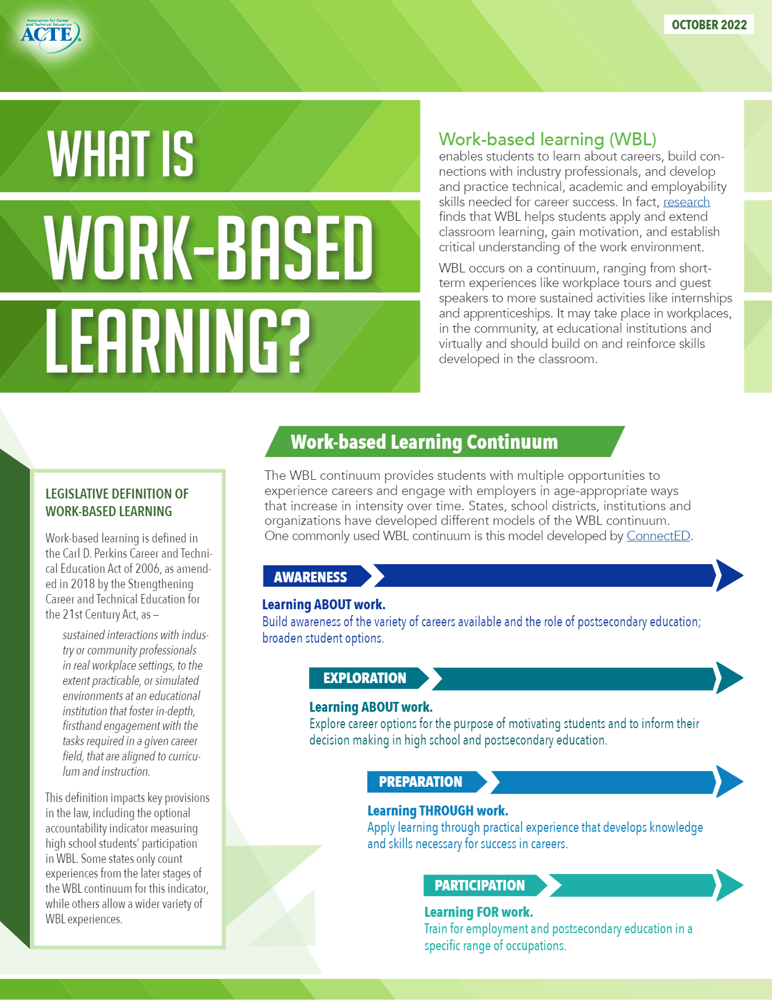 Association for Career
and Technical Education
ACTE®
OCTOBER 2022
WHAT IS
WORK-BASED
LEARNING?
Work-based learning (WBL)
enables students to learn about careers, build con-
nections with industry professionals, and develop
and practice technical, academic and employability
skills needed for career success. In fact, research
finds that WBL helps students apply and extend
classroom learning, gain motivation, and establish
critical understanding of the work environment.
WBL occurs on a continuum, ranging from short-
term experiences like workplace tours and guest
speakers to more sustained activities like internships
and apprenticeships. It may take place in workplaces,
in the community, at educational institutions and
virtually and should build on and reinforce skills
developed in the classroom.
LEGISLATIVE DEFINITION OF
WORK-BASED LEARNING
Work-based learning is defined in
the Carl D. Perkins Career and Techni-
cal Education Act of 2006, as amend-
ed in 2018 by the Strengthening
Career and Technical Education for
the 21st Century Act, as –
sustained interactions with indus-
try or community professionals
in real workplace settings, to the
extent practicable, or simulated
environments at an educational
institution that foster in-depth,
firsthand engagement with the
tasks required in a given career
field, that are aligned to curricu-
lum and instruction.
This definition impacts key provisions
in the law, including the optional
accountability indicator measuring
high school students’ participation
in WBL. Some states only count
experiences from the later stages of
the WBL continuum for this indicator,
while others allow a wider variety of
WBL experiences.
Work-based Learning Continuum
The WBL continuum provides students with multiple opportunities to
experience careers and engage with employers in age-appropriate ways
that increase in intensity over time. States, school districts, institutions and
organizations have developed different models of the WBL continuum.
One commonly used WBL continuum is this model developed by ConnectED.
AWARENESS
Learning ABOUT work.
Build awareness of the variety of careers available and the role of postsecondary education;
broaden student options.
EXPLORATION
Learning ABOUT work.
Explore career options for the purpose of motivating students and to inform their
decision making in high school and postsecondary education.
PREPARATION
Learning THROUGH work.
Apply learning through practical experience that develops knowledge
and skills necessary for success in careers.
PARTICIPATION
Learning FOR work.
Train for employment and postsecondary education in a
specific range of occupations.